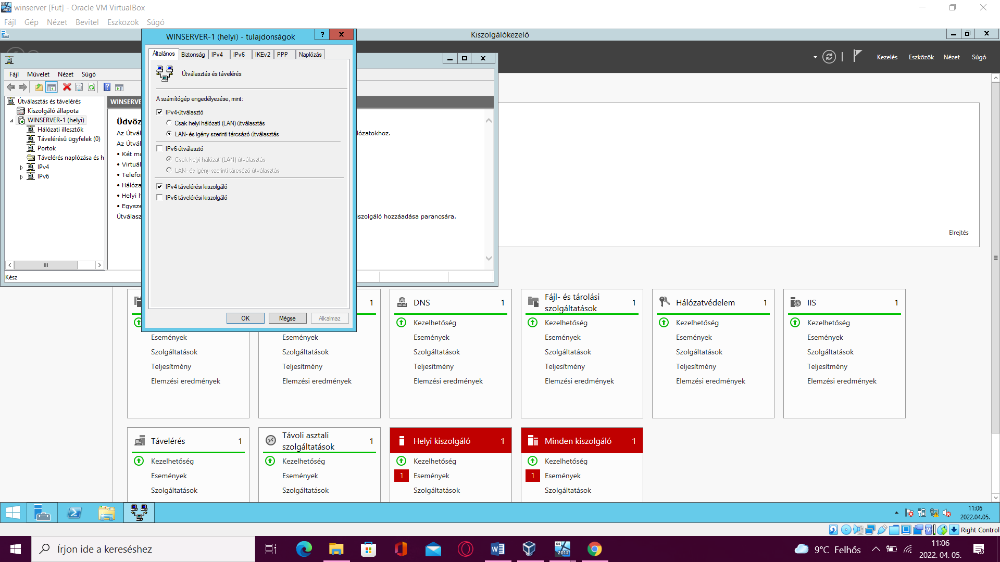 winserver [Fut] - Oracle VM VirtualBox
Fájl Gép Nézet Bevitel Eszközök Súgó
Kiszolgálókezelő
Kezelés Eszközök Nézet Súgó
WINSERVER-1 (helyi) - tulajdonságok
Általános Biztonság IPv4 IPv6 IKEv2 PPP Naplózás
Útválasztás és távelérés
A számítógép engedélyezése, mint:
IPv4-útválasztó
Csak helyi hálózati (LAN) útválasztás
LAN- és igény szerinti tárcsázó útválasztás
IPv6-útválasztó
Csak helyi hálózati (LAN) útválasztás
LAN- és igény szerinti tárcsázó útválasztás
IPv4 távelérési kiszolgáló
IPv6 távelérési kiszolgáló
OK Mégse Alkalmaz
Fájl Művelet Nézet Súgó
Útválasztás és távelérés
Kiszolgáló állapota
WINSERVER-1 (helyi)
Hálózati illesztők
Távelérésű ügyfelek (0)
Portok
Távelérés naplózása és h
IPv4
IPv6
Kész
WINSERVE
Üdvöz
Az Útvál lózatokhoz.
Az Útvál
• Két ma
• Virtuál
• Telefor
• Hálóza
• Helyi h
• Egysze
Útválasz iszolgáló hozzáadása parancsára.
Elrejtés
Események
Szolgáltatások
Teljesítmény
Elemzési eredmények
1
Események
Szolgáltatások
Teljesítmény
Elemzési eredmények
DNS 1
Kezelhetőség
Események
Szolgáltatások
Teljesítmény
Elemzési eredmények
Fájl- és tárolási
szolgáltatások 1
Kezelhetőség
Események
Szolgáltatások
Teljesítmény
Elemzési eredmények
Hálózatvédelem 1
Kezelhetőség
Események
Szolgáltatások
Teljesítmény
Elemzési eredmények
IIS 1
Kezelhetőség
Események
Szolgáltatások
Teljesítmény
Elemzési eredmények
Távelérés 1
Kezelhetőség
Események
Szolgáltatások
Távoli asztali
szolgáltatások 1
Kezelhetőség
Események
Szolgáltatások
Helyi kiszolgáló 1
Kezelhetőség
1 Események
Szolgáltatások
Minden kiszolgáló 1
Kezelhetőség
1 Események
Szolgáltatások
11:06
2022.04.05.
Right Control
Írjon ide a kereséshez
9°C Felhős
11:06
2022. 04. 05.